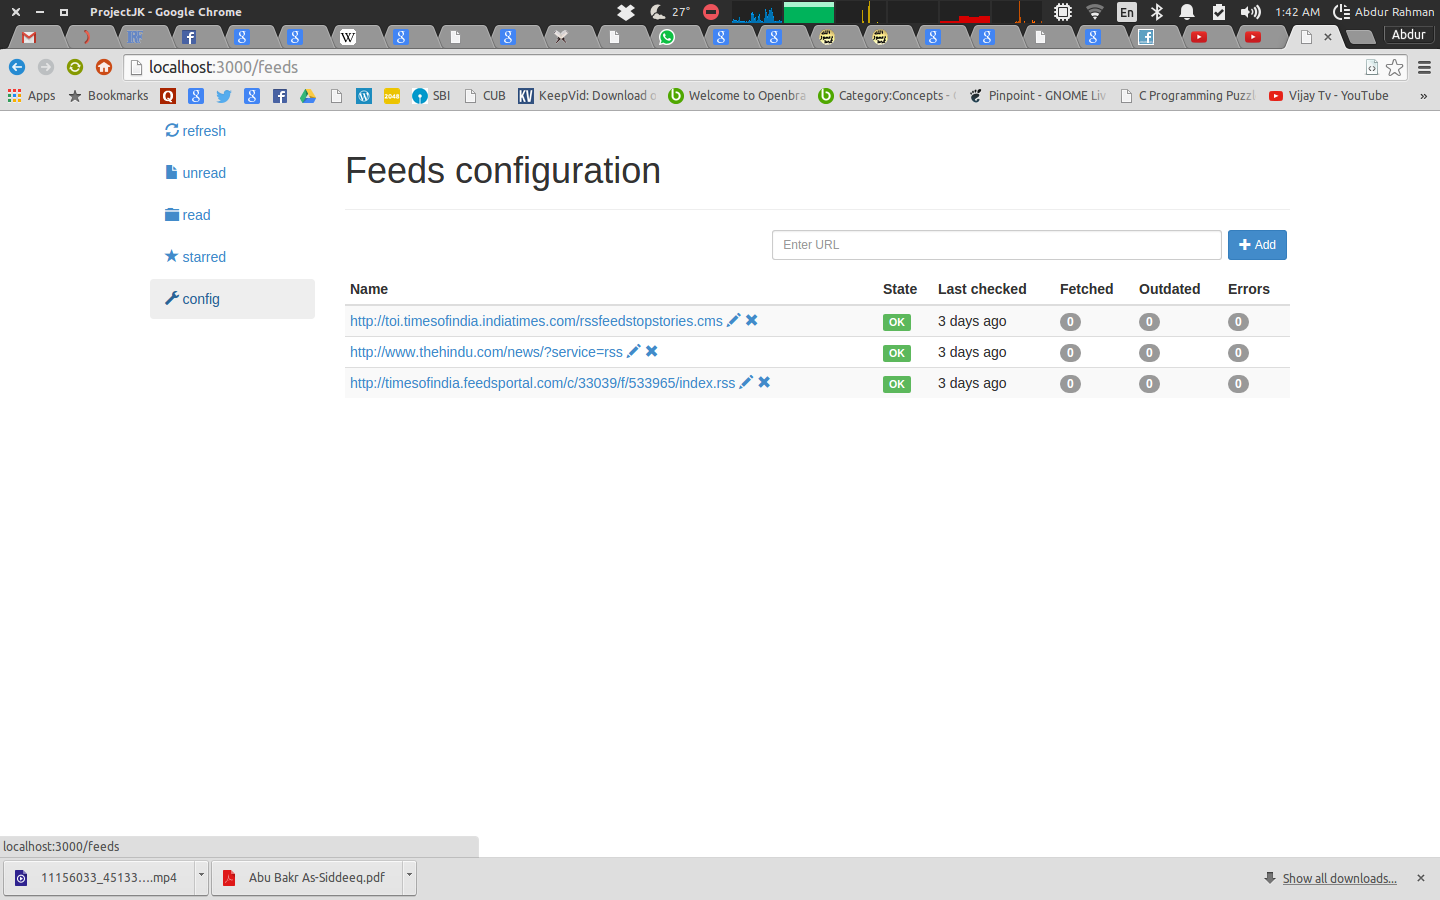 ProjectJK - Google Chrome
27°
En
1:42 AM
Abdur Rahman
Abdur
localhost:3000/feeds
Apps
Bookmarks
SBI
CUB
KeepVid: Download
Welcome to Openbra
Category:Concepts -
Pinpoint - GNOME Liv
C Programming Puzzl
Vijay Tv - YouTube
»
refresh
unread
read
starred
config
Feeds configuration
Enter URL
Add
Name State Last checked Fetched Outdated Errors
http://toi.timesofindia.indiatimes.com/rssfeedstopstories.cms OK 3 days ago 0 0 0
http://www.thehindu.com/news/?service=rss OK 3 days ago 0 0 0
http://timesofindia.feedsportal.com/c/33039/f/533965/index.rss OK 3 days ago 0 0 0
localhost:3000/feeds
11156033_45133....mp4
Abu Bakr As-Siddeeq.pdf
Show all downloads...